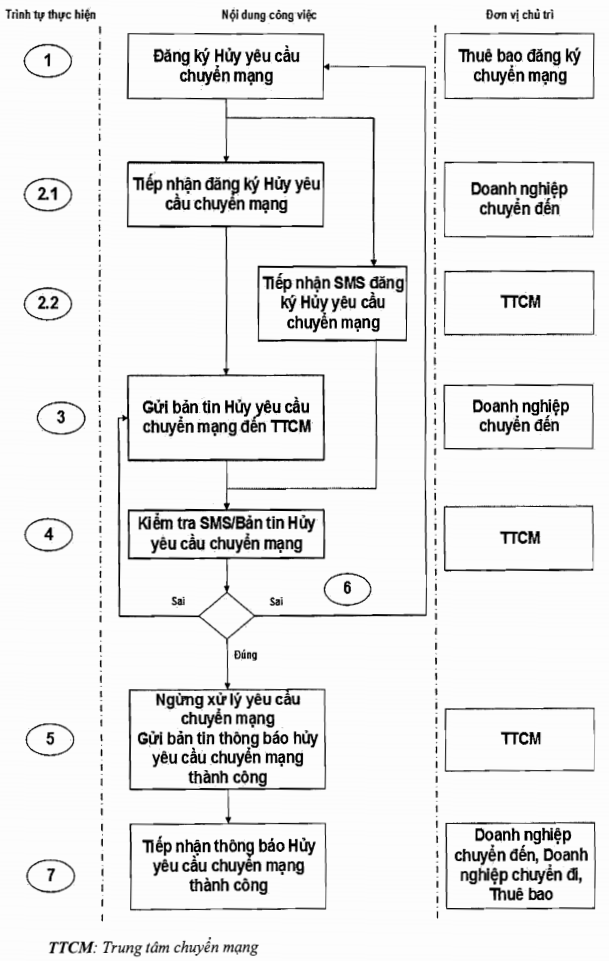 Trình tự thực hiện
Nội dung công việc
Đơn vị chủ trì
1
Đăng ký Hủy yêu cầu
chuyển mạng
Thuê bao đăng ký
chuyển mạng
2.1
Tiếp nhận đăng ký Hủy yêu
cầu chuyển mạng
Doanh nghiệp
chuyển đến
2.2
Tiếp nhận SMS đăng
ký Hủy yêu cầu
chuyển mạng
TTCM
3
Gửi bản tin Hủy yêu cầu
chuyển mạng đến TTCM
Doanh nghiệp
chuyển đến
4
Kiểm tra SMS/Bản tin Hủy
yêu cầu chuyển mạng
TTCM
6
Sai
Sai
Đúng
5
Ngừng xử lý yêu cầu
chuyển mạng
Gửi bản tin thông báo hủy
yêu cầu chuyển mạng
thành công
TTCM
7
Tiếp nhận thông báo Hủy
yêu cầu chuyển mạng
thành công
Doanh nghiệp
chuyển đến, Doanh
nghiệp chuyển đi,
Thuê bao
TTCM: Trung tâm chuyển mạng